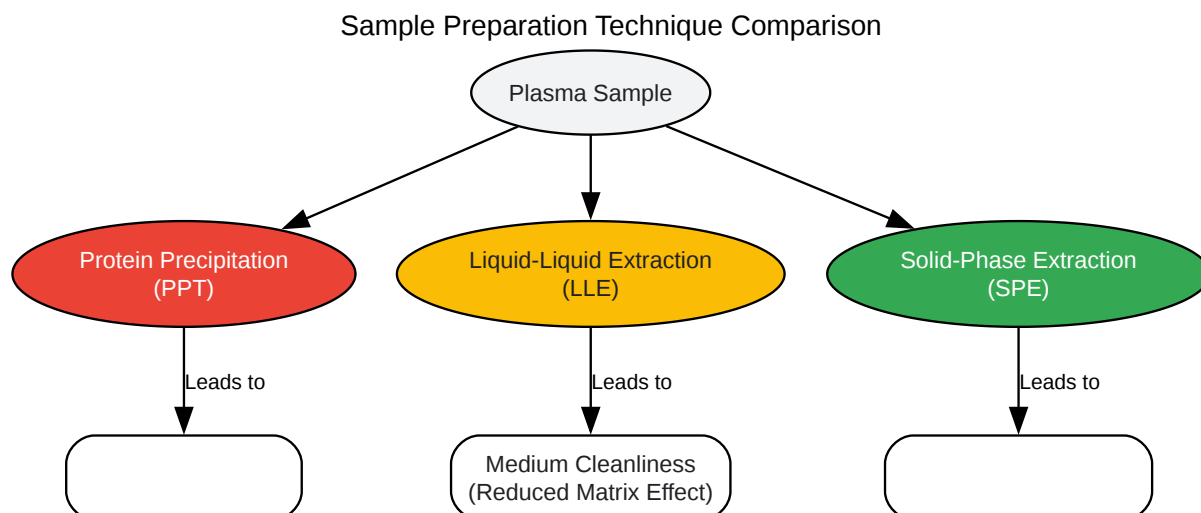 Sample Preparation Technique Comparison
Plasma Sample
Protein Precipitation
(PPT)
Liquid-Liquid Extraction
(LLE)
Solid-Phase Extraction
(SPE)
Leads to
Leads to
Leads to
Medium Cleanliness
(Reduced Matrix Effect)